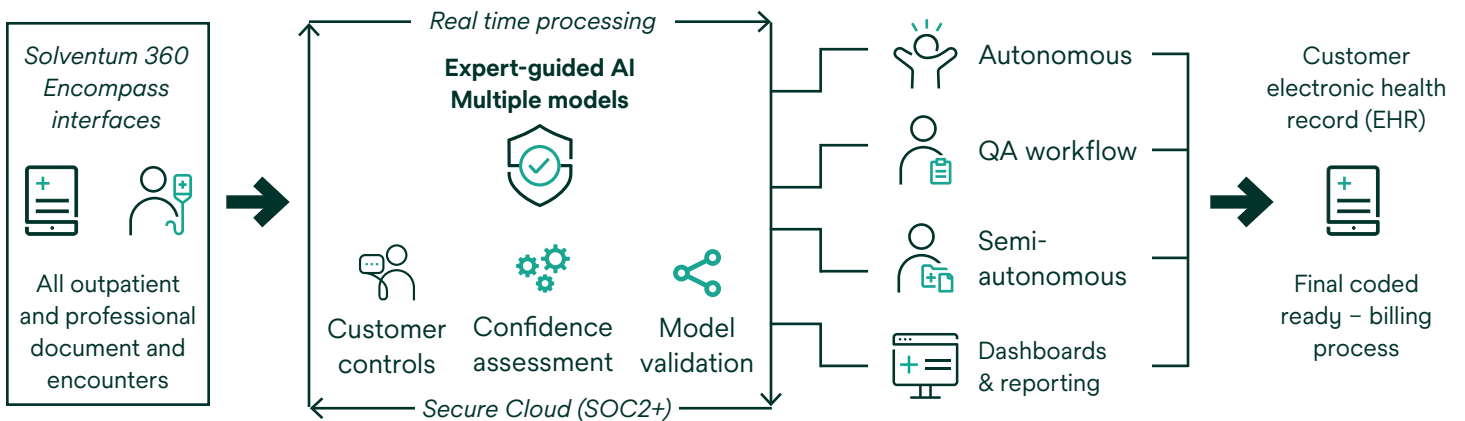 Solventum 360
Encompass
interfaces
All outpatient
and professional
document and
encounters
Real time processing
Expert-guided AI
Multiple models
Customer
controls
Confidence
assessment
Model
validation
Secure Cloud (SOC2+)
Autonomous
QA workflow
Semi-
autonomous
Dashboards
& reporting
Customer
electronic health
record (EHR)
Final coded
ready – billing
process